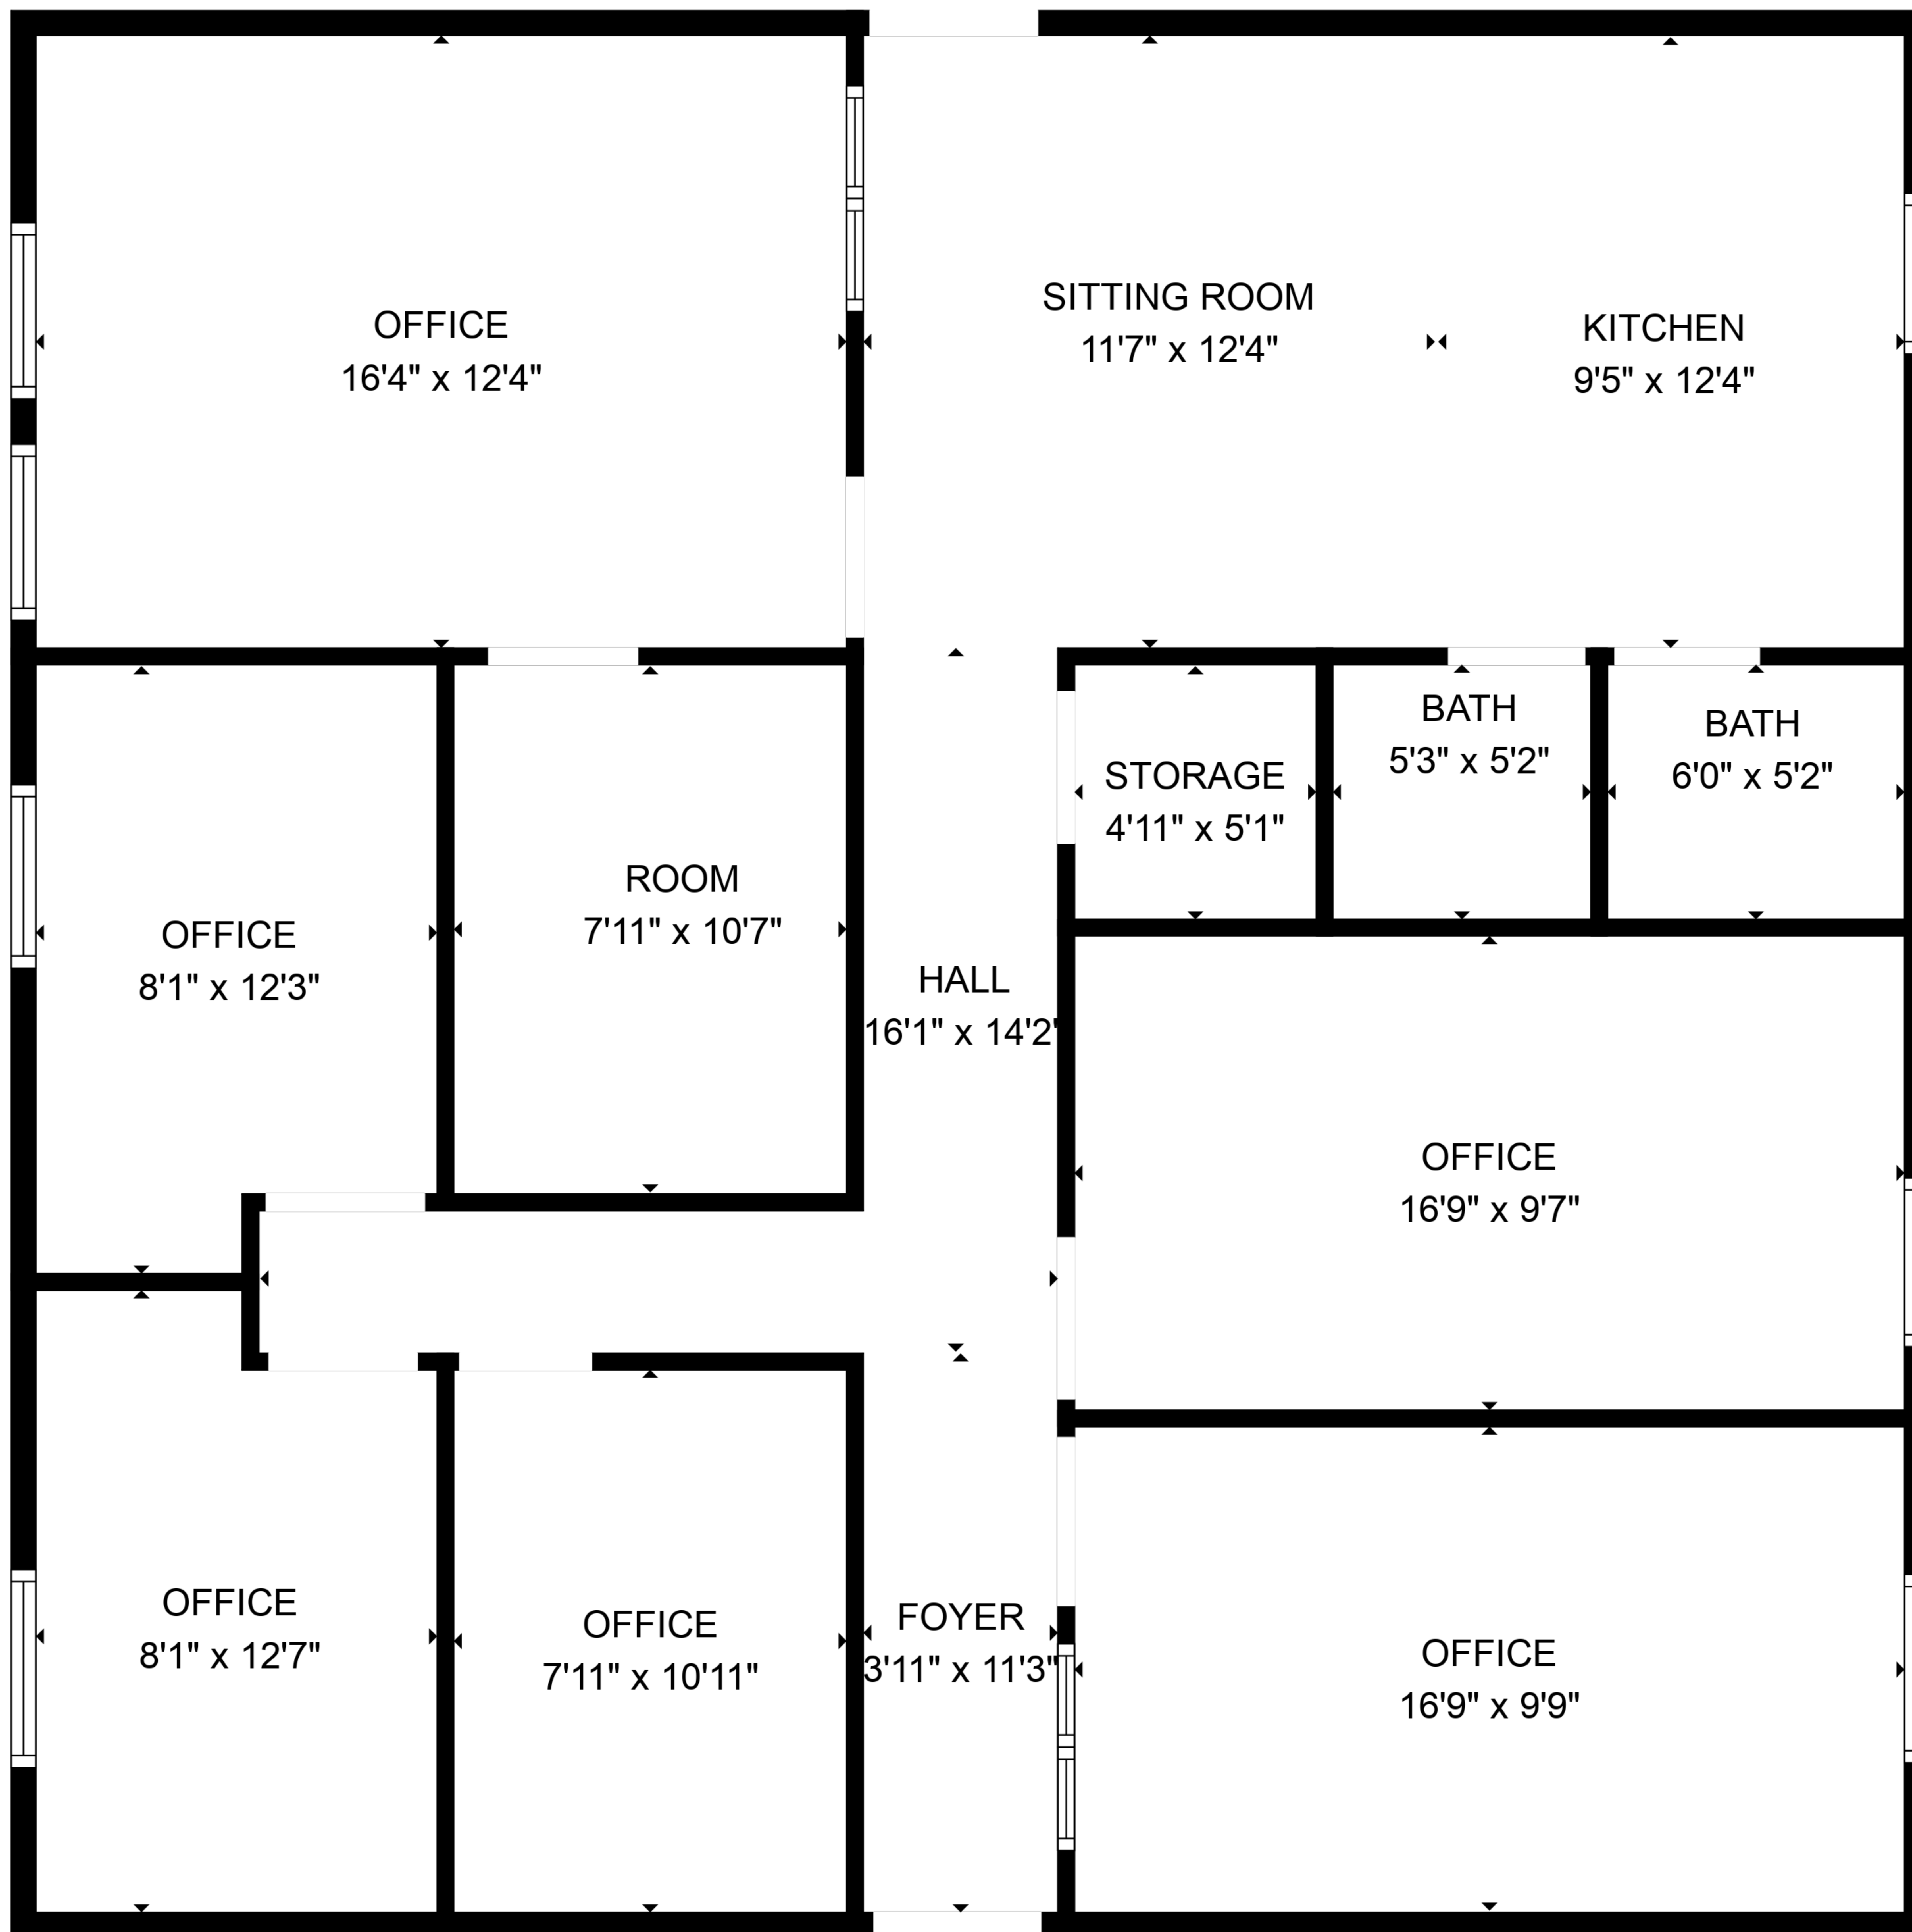 OFFICE
16'4" x 12'4"
SITTING ROOM
11'7" x 12'4"
KITCHEN
9'5" x 12'4"
OFFICE
8'1" x 12'3"
ROOM
7'11" x 10'7"
HALL
16'1" x 14'2"
STORAGE
4'11" x 5'1"
BATH
5'3" x 5'2"
BATH
6'0" x 5'2"
OFFICE
16'9" x 9'7"
OFFICE
8'1" x 12'7"
OFFICE
7'11" x 10'11"
FOYER
3'11" x 11'3"
OFFICE
16'9" x 9'9"